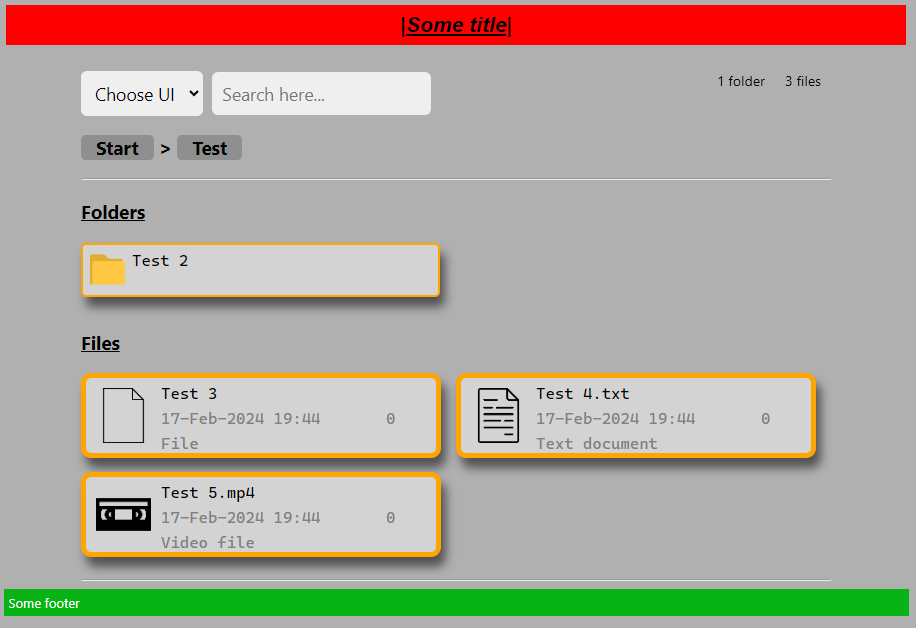 |Some title|
Choose UI
Search here...
1 folder 3 files
Start > Test
Folders
Test 2
Files
Test 3
17-Feb-2024 19:44 0
File
Test 4.txt
17-Feb-2024 19:44 0
Text document
Test 5.mp4
17-Feb-2024 19:44 0
Video file
Some footer